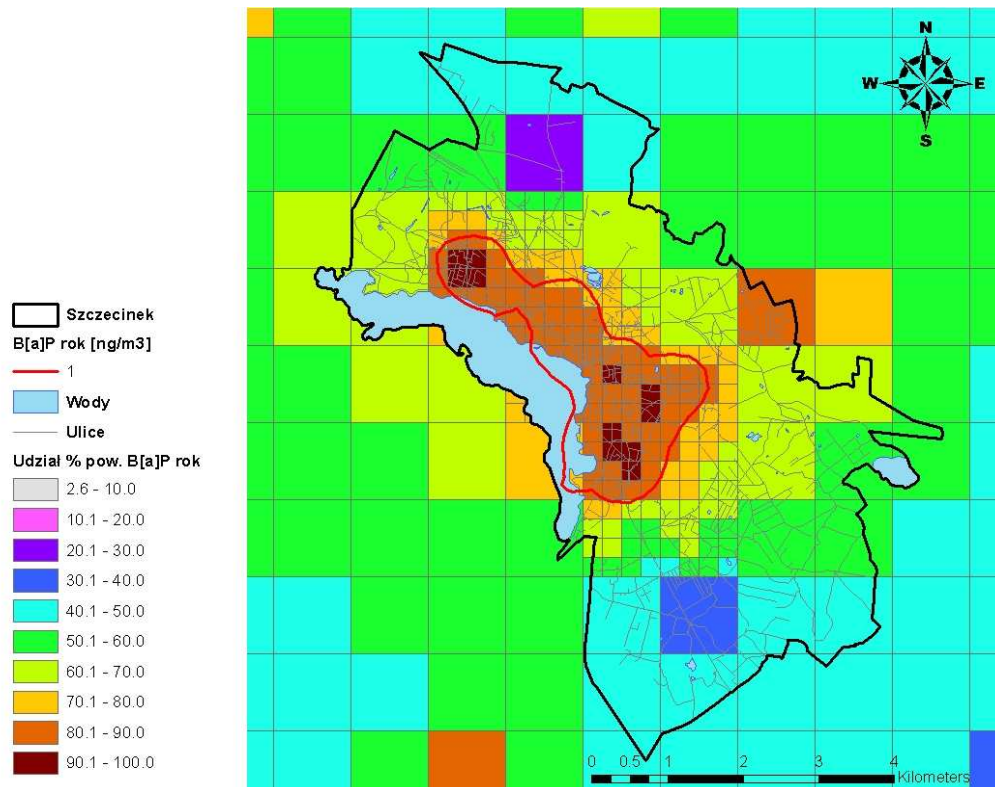 N
W E
S
Szczecinek
B[a]P rok [ng/m3]
1
Wody
Ulice
Udział % pow. B[a]P rok
2.6 - 10.0
10.1 - 20.0
20.1 - 30.0
30.1 - 40.0
40.1 - 50.0
50.1 - 60.0
60.1 - 70.0
70.1 - 80.0
80.1 - 90.0
90.1 - 100.0
0 0.5 1 2 3 4
Kilometers